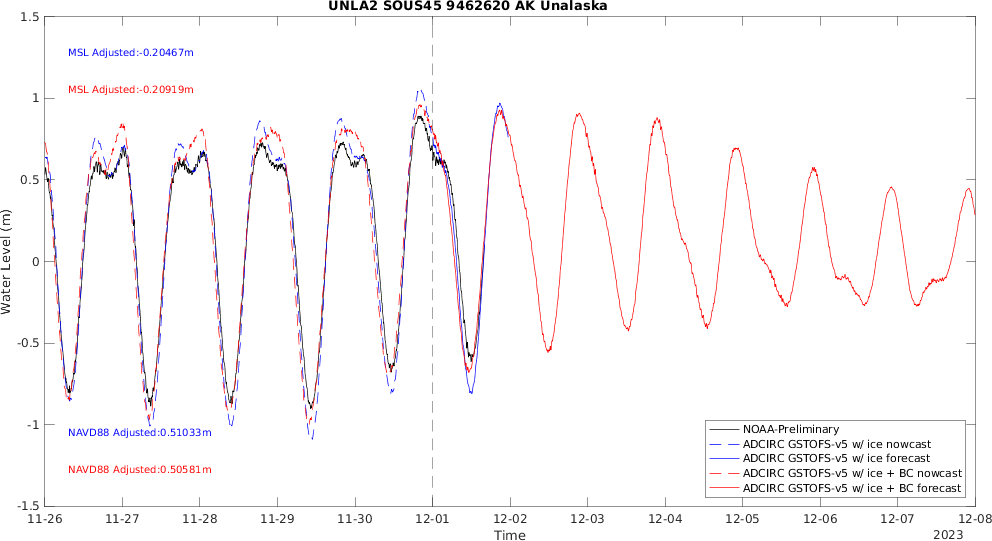 UNLA2 SOUS45 9462620 AK Unalaska
1.5
1
0.5
0
-0.5
-1
-1.5
Water Level (m)
MSL Adjusted:-0.20467m
MSL Adjusted:-0.20919m
NAVD88 Adjusted:0.51033m
NAVD88 Adjusted:0.50581m
NOAA-Preliminary
ADCIRC GSTOFS-v5 w/ ice nowcast
ADCIRC GSTOFS-v5 w/ ice forecast
ADCIRC GSTOFS-v5 w/ ice + BC nowcast
ADCIRC GSTOFS-v5 w/ ice + BC forecast
11-26 11-27 11-28 11-29 11-30 12-01 12-02 12-03 12-04 12-05 12-06 12-07 12-08
Time
2023